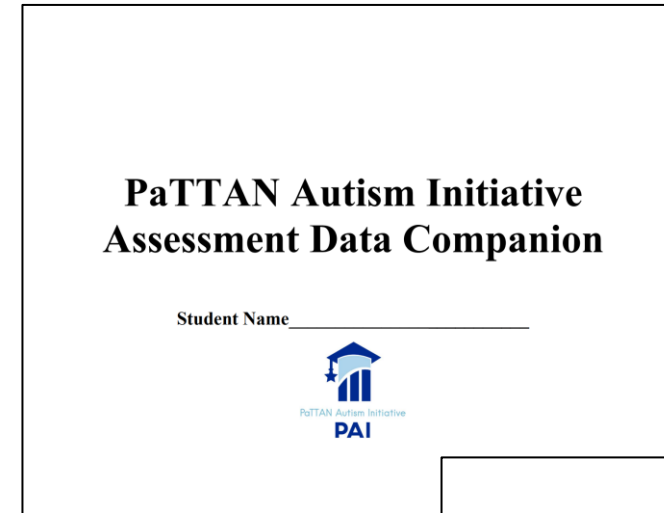 PaTTAN Autism Initiative
Assessment Data Companion
Student Name
PaTTAN Autism Initiative
PAI